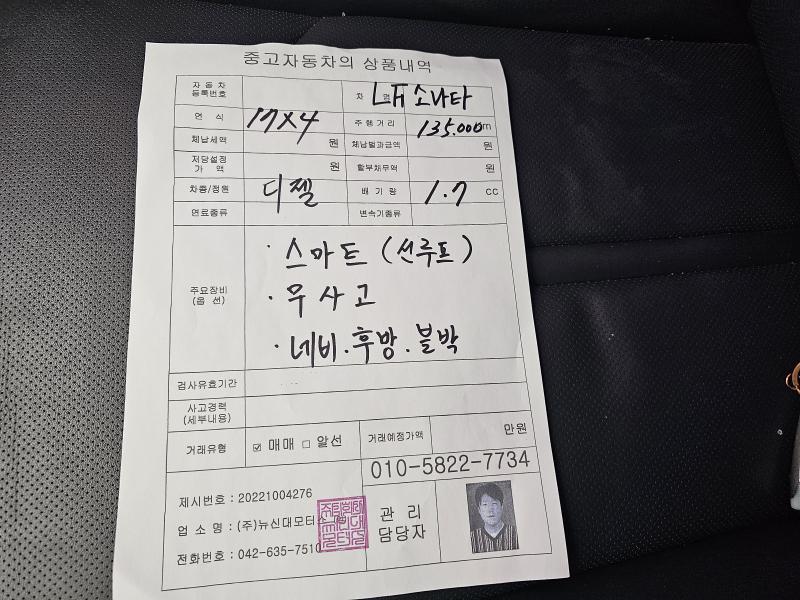 중고자동차의 상품내역
자동차 등록번호
차 명 LF 쏘나타
연 식 17X4 주행거리 135.000m
체납세액 원 체납벌과금액 원
저당설정 가 액 원 할부채무액 원
차종/정원 디젤 배 기 량 1.7 cc
연료종류 변속기종류
주요장비 (옵 션)
· 스마트 (선루프)
· 무사고
· 네비.후방.블박
검사유효기간
사고경력 (세부내용)
거래유형 ☑ 매매 □ 알선 거래예정가액 만원
010-5822-7734
제시번호 : 20221004276
업 소 명 : (주)뉴신대모터스
전화번호 : 042-635-7510
관 리 담당자